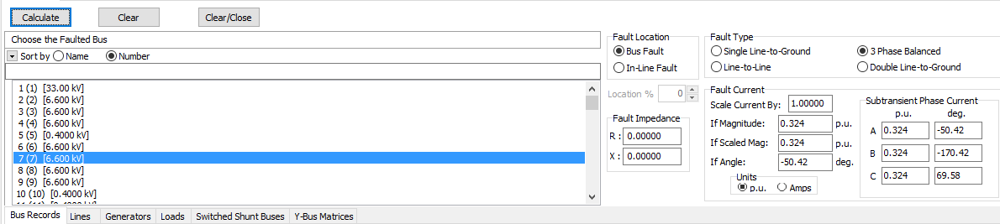 Calculate Clear Clear/Close
Choose the Faulted Bus
Sort by Name Number
1 (1) [33.00 kV]
2 (2) [6.600 kV]
3 (3) [6.600 kV]
4 (4) [6.600 kV]
5 (5) [0.4000 kV]
6 (6) [6.600 kV]
7 (7) [6.600 kV]
8 (8) [6.600 kV]
9 (9) [6.600 kV]
10 (10) [0.4000 kV]
Fault Location
Bus Fault
In-Line Fault
Location % 0
Fault Impedance
R : 0.00000
X : 0.00000
Fault Type
Single Line-to-Ground 3 Phase Balanced
Line-to-Line Double Line-to-Ground
Fault Current
Scale Current By: 1.00000
If Magnitude: 0.324 p.u.
If Scaled Mag: 0.324 p.u.
If Angle: -50.42 deg.
Units
p.u. Amps
Subtransient Phase Current
p.u. deg.
A 0.324 -50.42
B 0.324 -170.42
C 0.324 69.58
Bus Records Lines Generators Loads Switched Shunt Buses Y-Bus Matrices